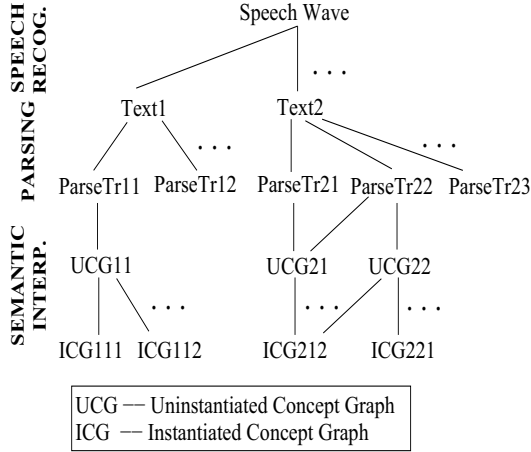 Speech Wave
SPEECH
RECOG.
. . .
Text1
Text2
PARSING
. . .
. . .
ParseTr11
ParseTr12
ParseTr21
ParseTr22
ParseTr23
SEMANTIC
INTERP.
UCG11
UCG21
UCG22
. . .
. . .
. . .
ICG111
ICG112
ICG212
ICG221
UCG –– Uninstantiated Concept Graph
ICG –– Instantiated Concept Graph